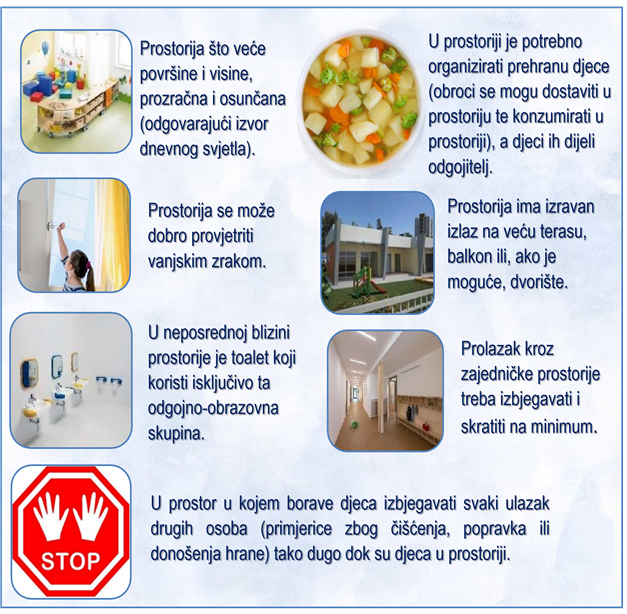 Prostorija što veće
površine i visine,
prozračna i osunčana
(odgovarajući izvor
dnevnog svjetla).
U prostoriji je potrebno
organizirati prehranu djece
(obroci se mogu dostaviti u
prostoriju te konzumirati u
prostoriji), a djeci ih dijeli
odgojitelj.
Prostorija se može
dobro provjetriti
vanjskim zrakom.
Prostorija ima izravan
izlaz na veću terasu,
balkon ili, ako je
moguće, dvorište.
U neposrednoj blizini
prostorije je toalet koji
koristi isključivo ta
odgojno-obrazovna
skupina.
Prolazak kroz
zajedničke prostorije
treba izbjegavati i
skratiti na minimum.
STOP
U prostor u kojem borave djeca izbjegavati svaki ulazak
drugih osoba (primjerice zbog čišćenja, popravka ili
donošenja hrane) tako dugo dok su djeca u prostoriji.